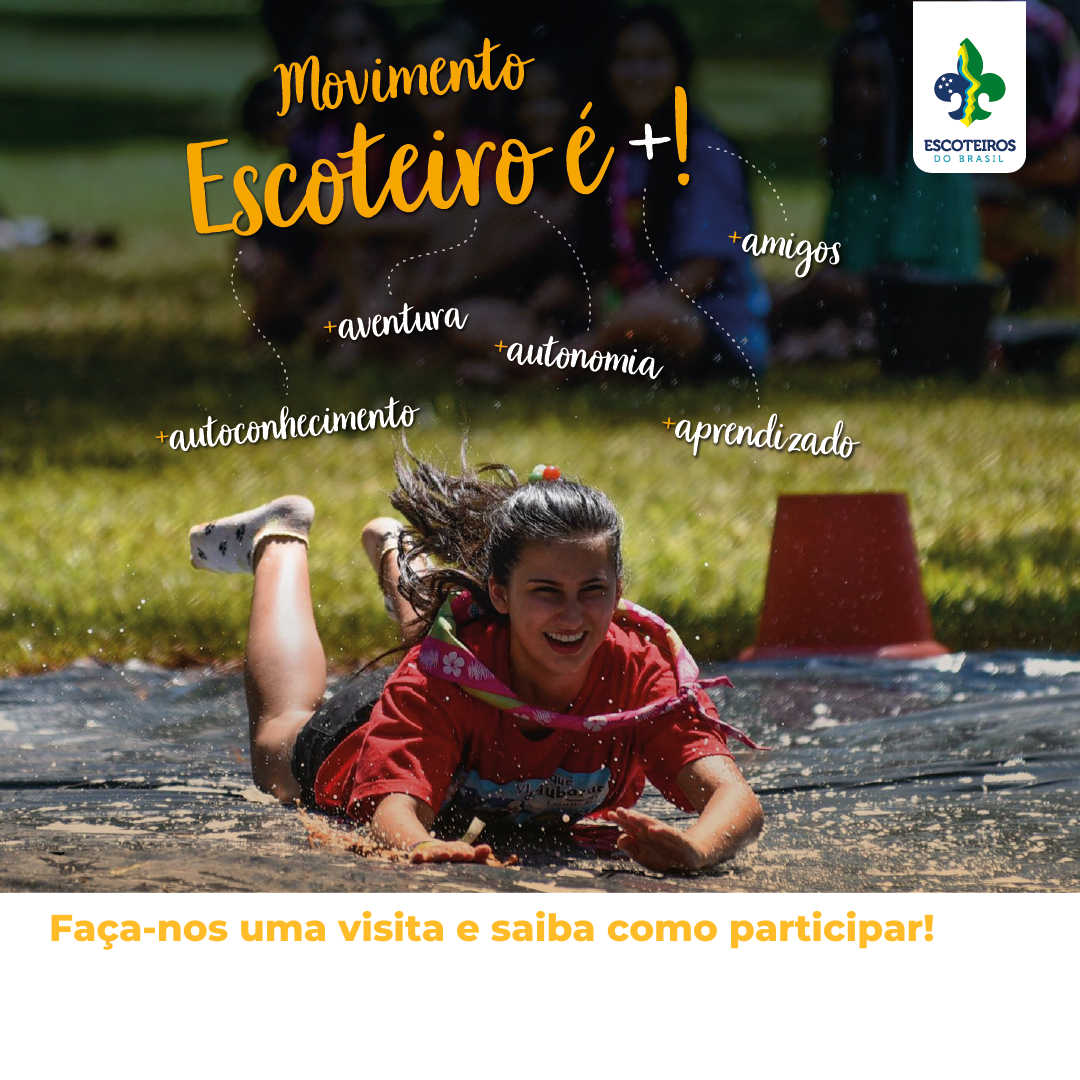 Movimento
Escoteiro é +!
ESCOTEIROS
DO BRASIL
+amigos
+aventura
+autonomia
+autoconhecimento
+aprendizado
Faça-nos uma visita e saiba como participar!